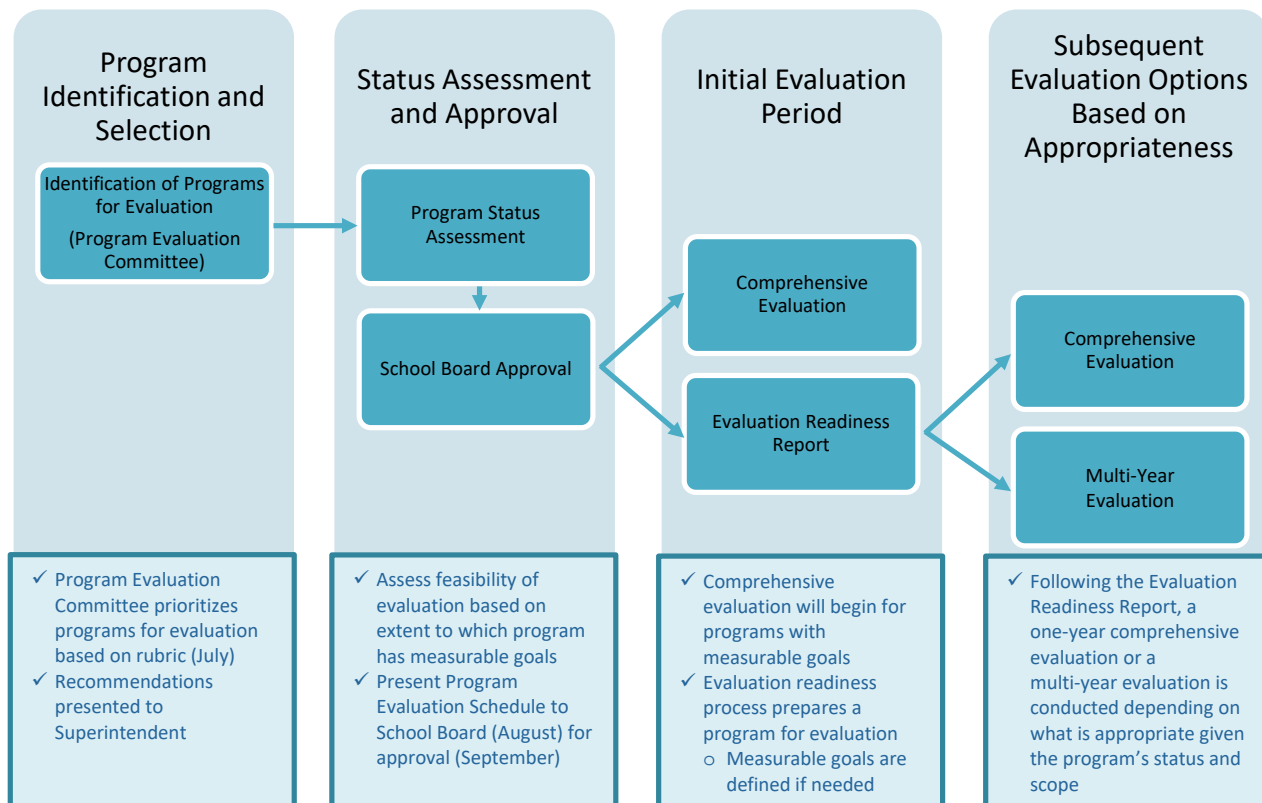 Program
Identification and
Selection
Identification of Programs
for Evaluation
(Program Evaluation
Committee)
✓ Program Evaluation
Committee prioritizes
programs for evaluation
based on rubric (July)
✓ Recommendations
presented to
Superintendent
Status Assessment
and Approval
Program Status
Assessment
School Board Approval
✓ Assess feasibility of
evaluation based on
extent to which program
has measurable goals
✓ Present Program
Evaluation Schedule to
School Board (August) for
approval (September)
Initial Evaluation
Period
Comprehensive
Evaluation
Evaluation Readiness
Report
✓ Comprehensive
evaluation will begin for
programs with
measurable goals
✓ Evaluation readiness
process prepares a
program for evaluation
o Measurable goals are
defined if needed
Subsequent
Evaluation Options
Based on
Appropriateness
Comprehensive
Evaluation
Multi-Year
Evaluation
✓ Following the Evaluation
Readiness Report, a
one-year comprehensive
evaluation or a
multi-year evaluation is
conducted depending on
what is appropriate given
the program's status and
scope